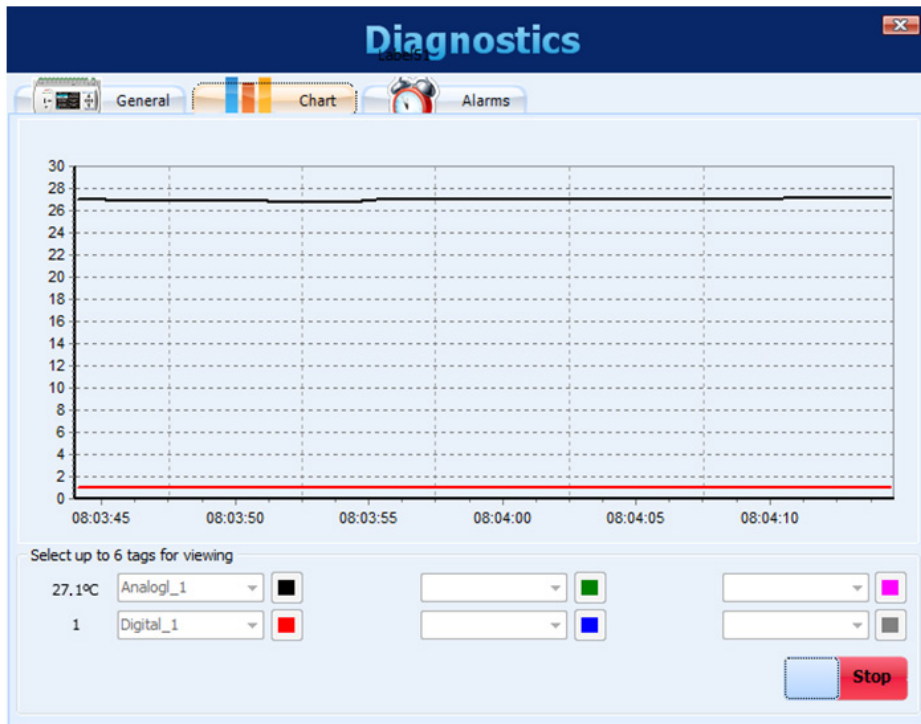 Diagnostics
Label51
General Chart Alarms
30
28
26
24
22
20
18
16
14
12
10
8
6
4
2
0
08:03:45 08:03:50 08:03:55 08:04:00 08:04:05 08:04:10
Select up to 6 tags for viewing
27.1ºC AnalogI_1
1 Digital_1
Stop